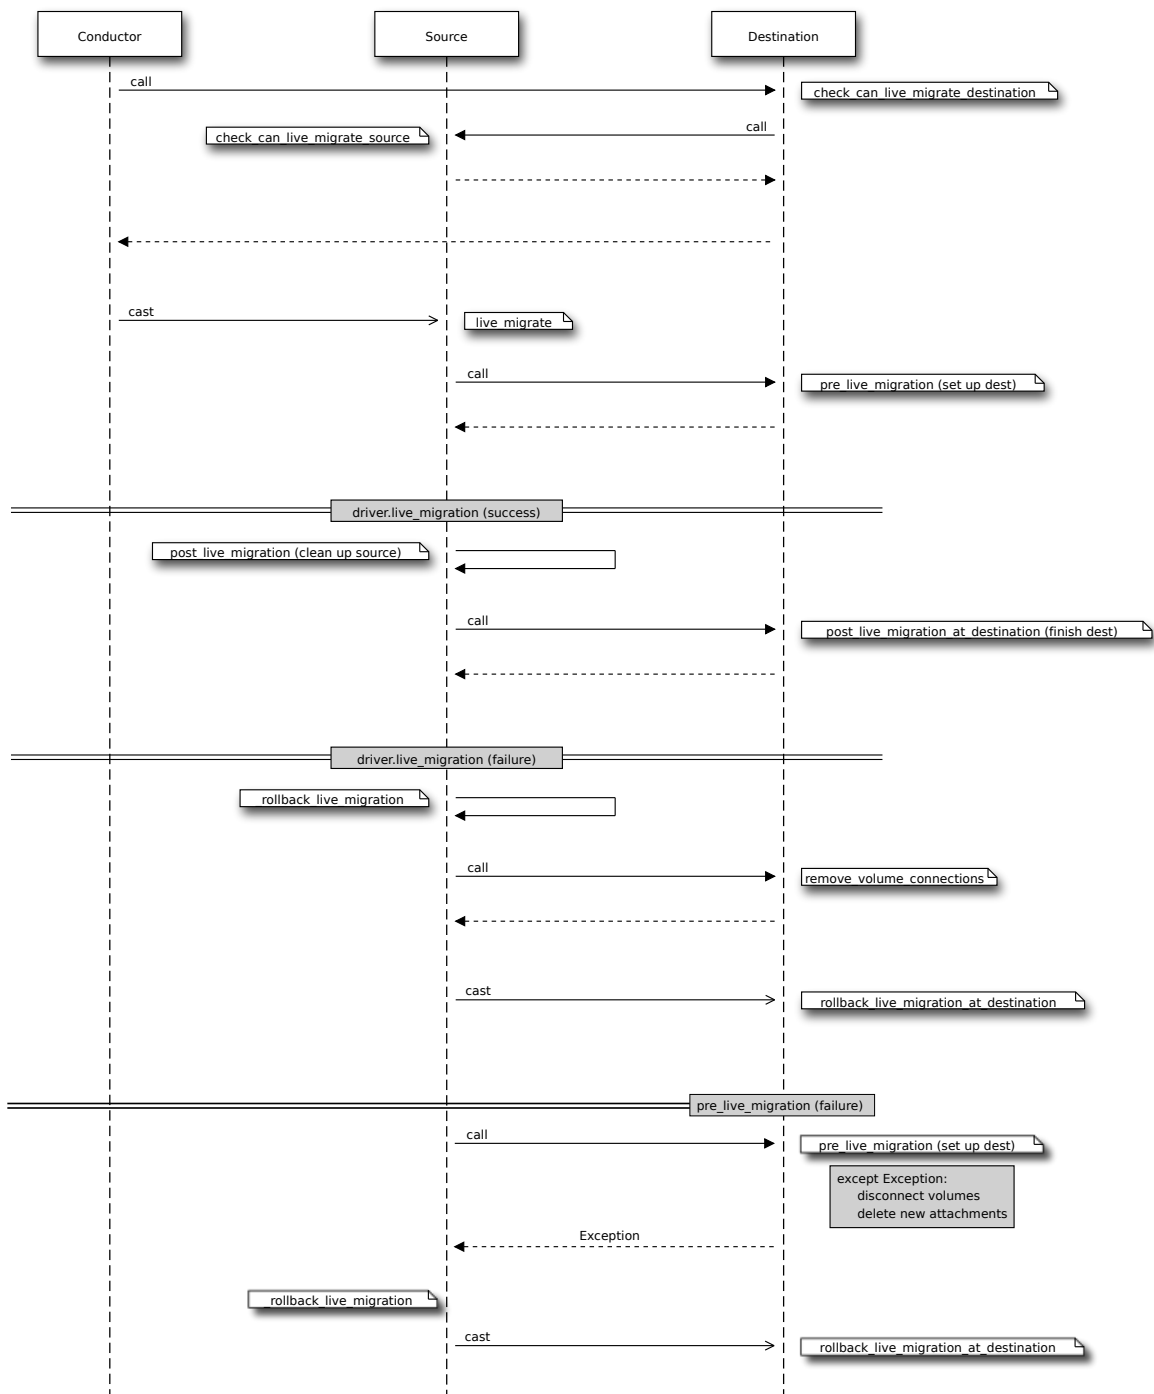 Conductor
Source
Destination
call
check_can_live_migrate_destination
call
check_can_live_migrate_source
cast
live_migrate
call
pre_live_migration (set up dest)
driver.live_migration (success)
post_live_migration (clean up source)
call
post_live_migration_at_destination (finish dest)
driver.live_migration (failure)
_rollback_live_migration
call
remove_volume_connections
cast
rollback_live_migration_at_destination
pre_live_migration (failure)
call
pre_live_migration (set up dest)
except Exception:
disconnect volumes
delete new attachments
Exception
_rollback_live_migration
cast
rollback_live_migration_at_destination